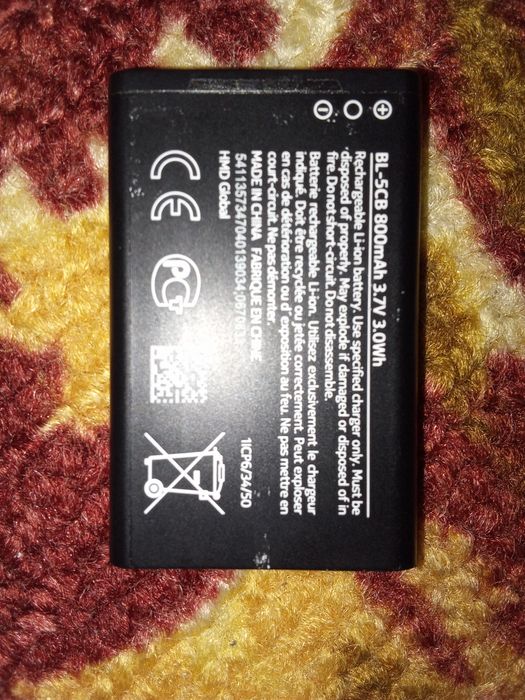 BL-5CB 800mAh 3.7V 3.0Wh
Rechargeable Li-ion battery. Use specified charger only. Must be
disposed of properly. May explode if damaged or disposed of in
fire. Do not short-circuit. Do not disassemble.
Batterie rechargeable Li-ion. Utilisez exclusivement le chargeur
indiqué. Doit être recyclée ou jetée correctement. Peut exploser
en cas de détérioration ou d'exposition au feu. Ne pas mettre en
court-circuit. Ne pas démonter.
MADE IN CHINA FABRIQUÉ EN CHINE
HMD Global
1ICP6/34/50
CE CE PCT